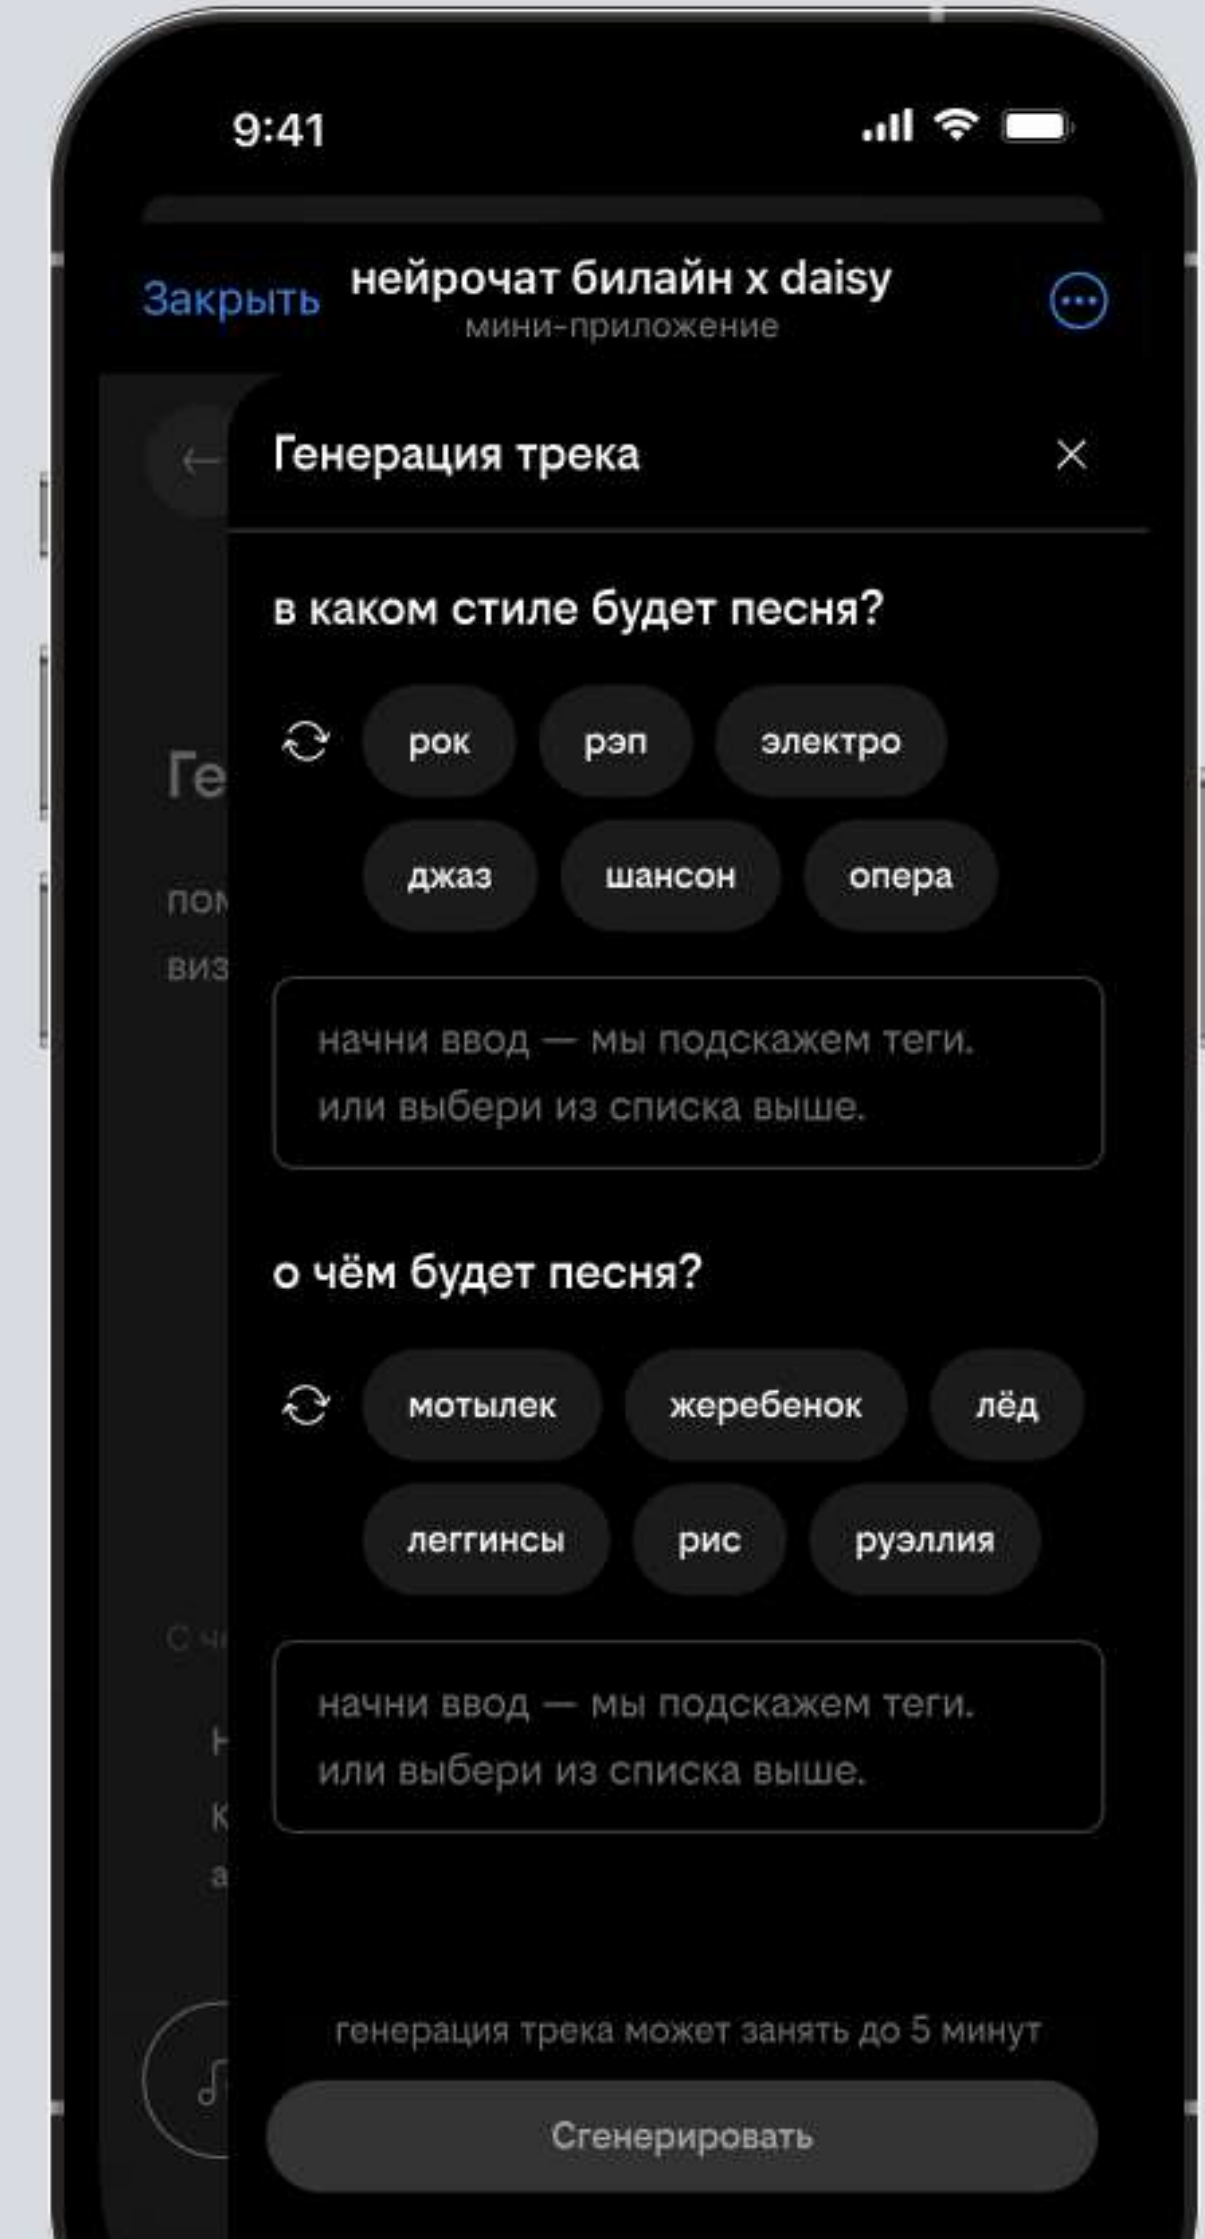 9:41
Закрыть
нейрочат билайн x daisy
мини-приложение
Генерация трека
в каком стиле будет песня?
рок рэп электро
джаз шансон опера
начни ввод — мы подскажем теги.
или выбери из списка выше.
о чём будет песня?
мотылек жеребенок лёд
леггинсы рис руэллия
начни ввод — мы подскажем теги.
или выбери из списка выше.
генерация трека может занять до 5 минут
Сгенерировать